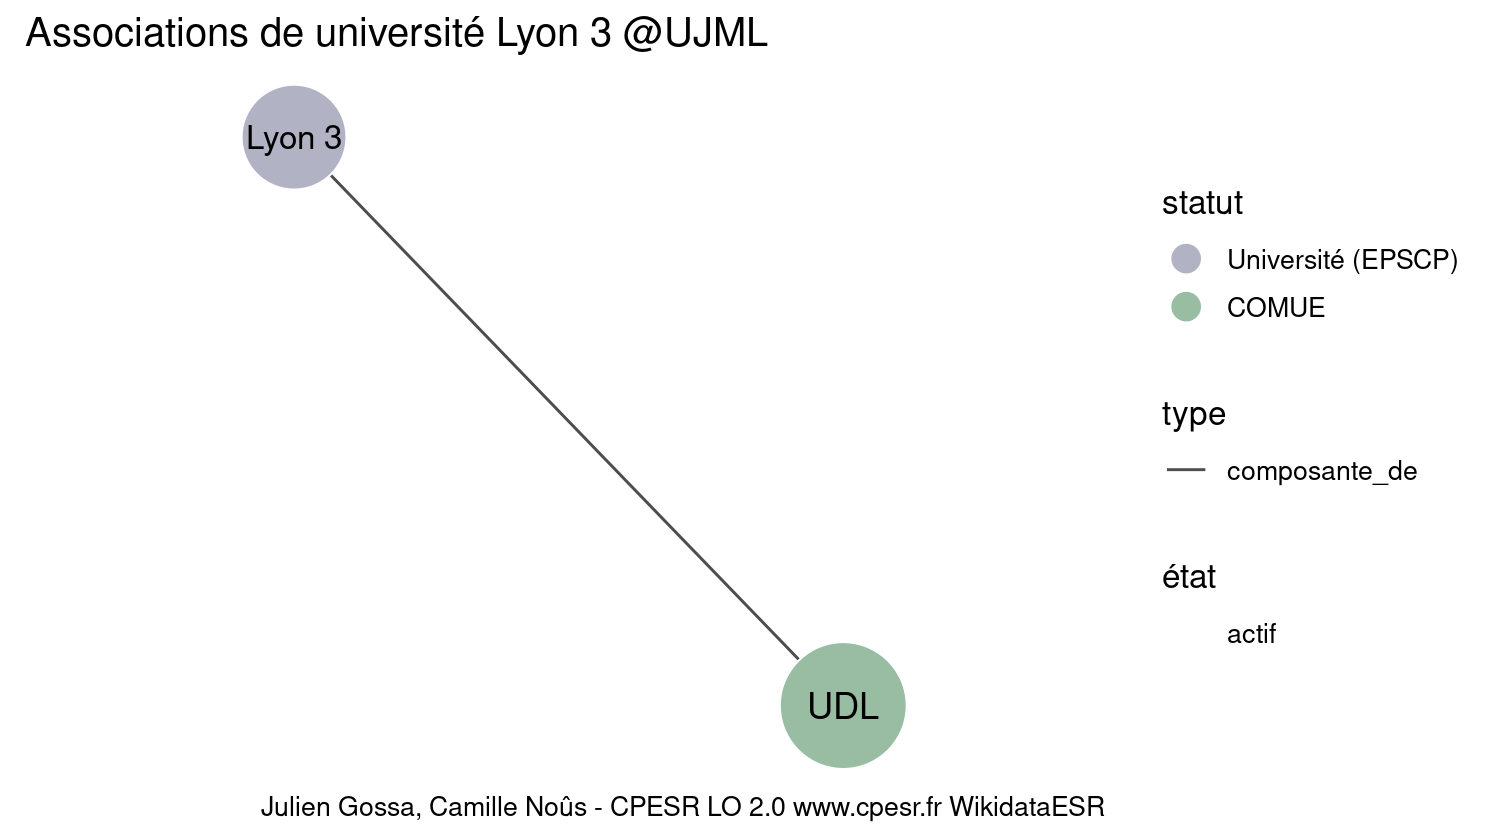 Associations de université Lyon 3 @UJML
Lyon 3
UDL
statut
Université (EPSCP)
COMUE
type
composante_de
état
actif
Julien Gossa, Camille Noûs - CPESR LO 2.0 www.cpesr.fr WikidataESR